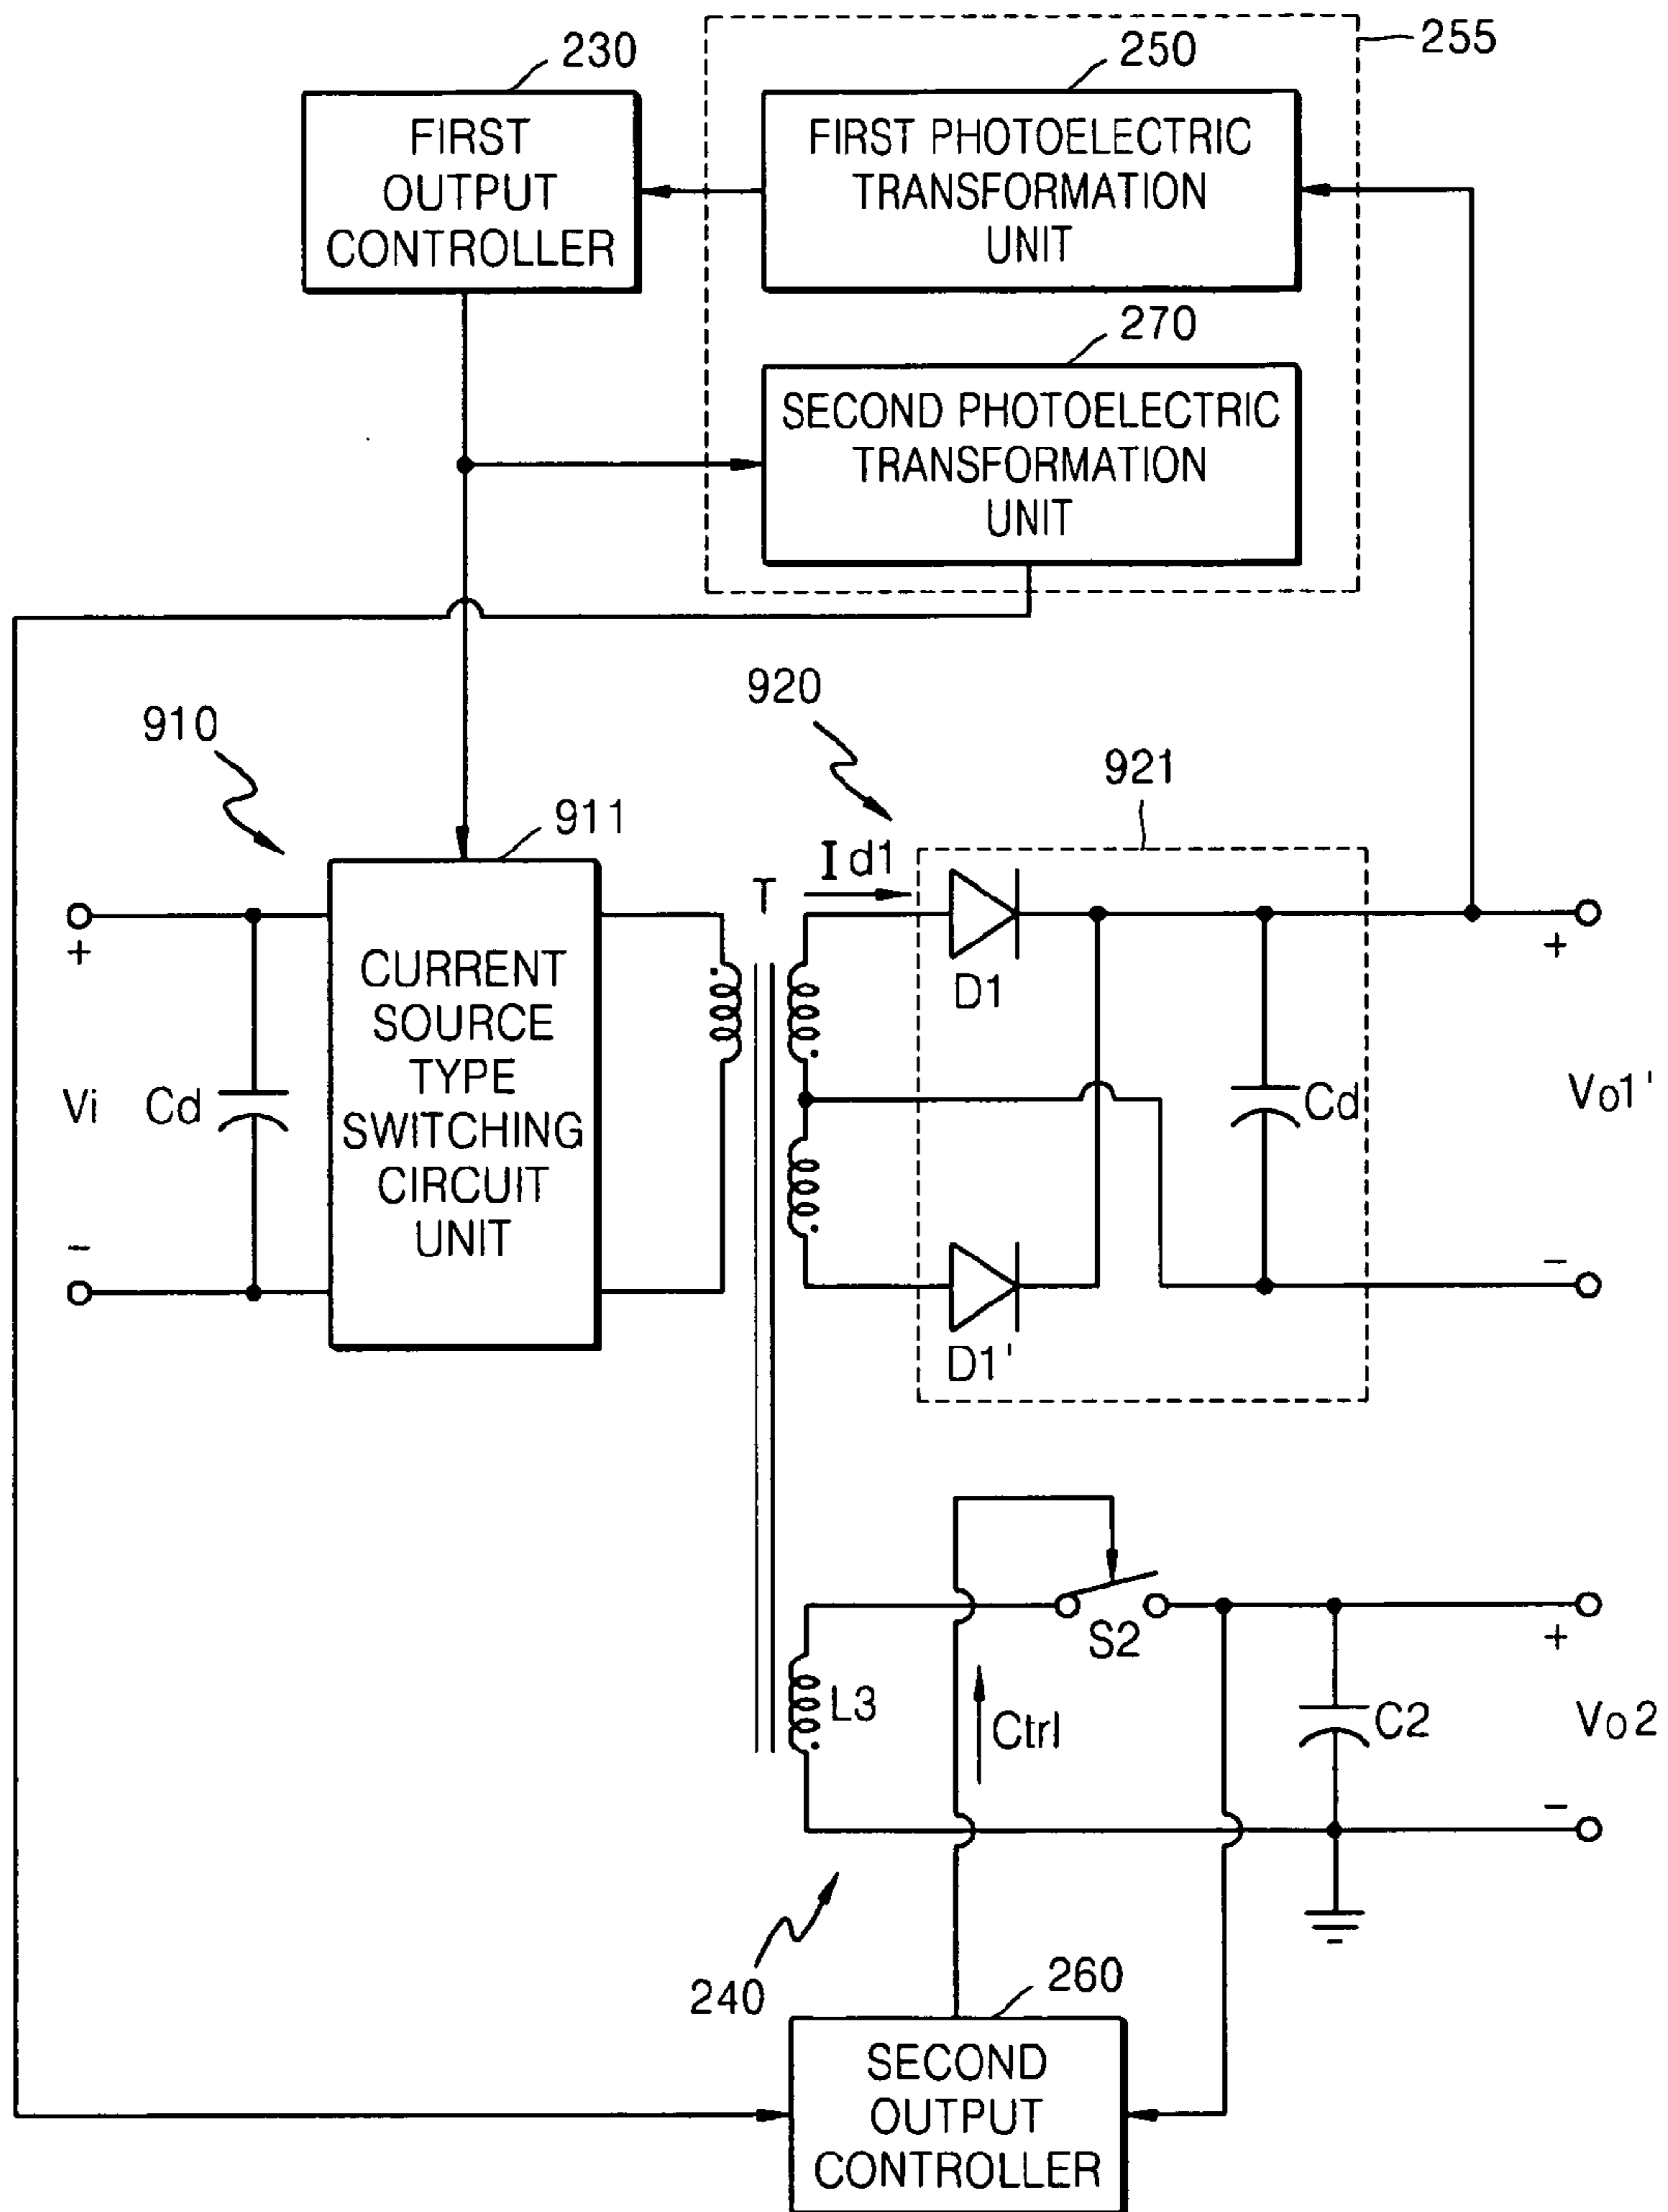 230
250
255
FIRST
OUTPUT
CONTROLLER
FIRST PHOTOELECTRIC
TRANSFORMATION
UNIT
270
SECOND PHOTOELECTRIC
TRANSFORMATION
UNIT
910
920
921
911
T
Id1
+
Vi
-
Cd
CURRENT
SOURCE
TYPE
SWITCHING
CIRCUIT
UNIT
D1
D1'
Cd
+
Vo1'
-
S2
L3
Ctrl
C2
+
Vo2
-
240
260
SECOND
OUTPUT
CONTROLLER